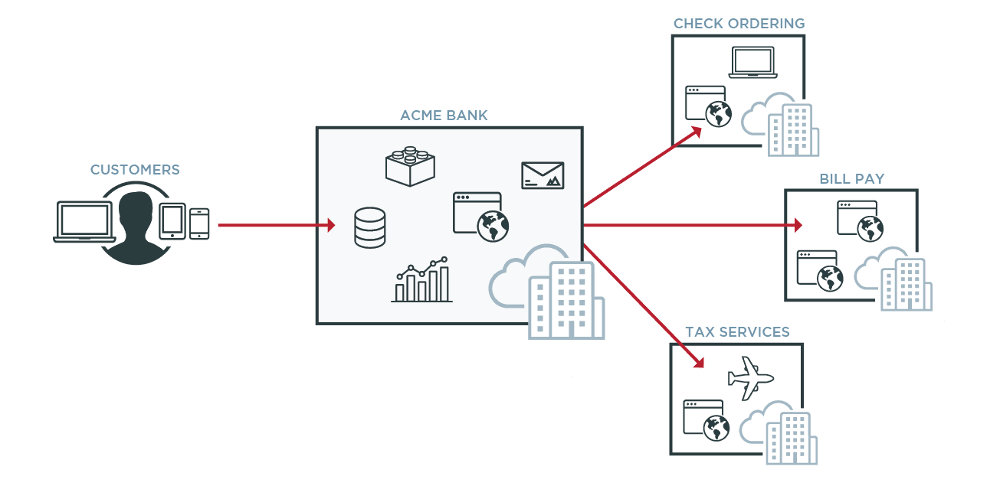 CHECK ORDERING
ACME BANK
CUSTOMERS
BILL PAY
TAX SERVICES